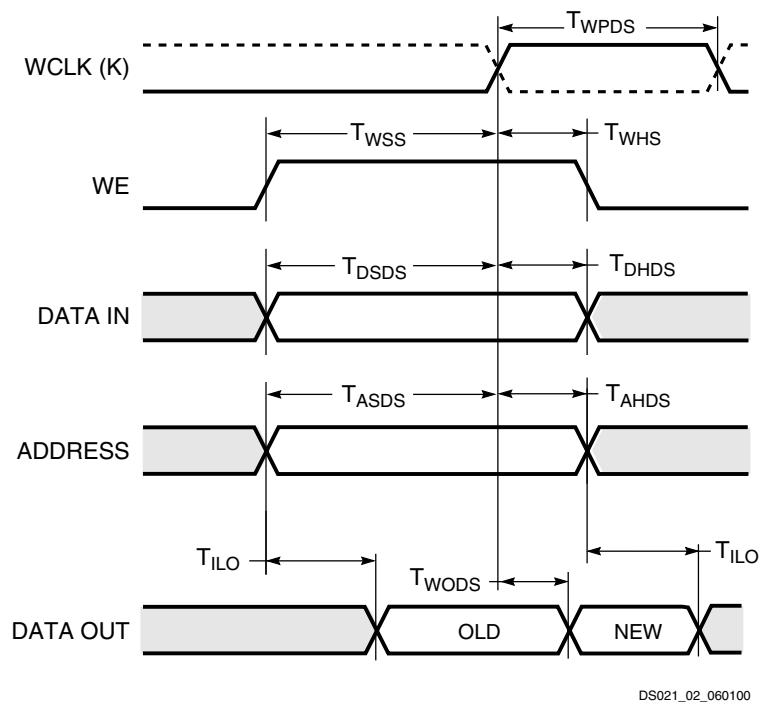 TWPDS
WCLK (K)
TWSS
TWHS
WE
TDSDS
TDHDS
DATA IN
TASDS
TAHDS
ADDRESS
TILO
TWODS
TILO
DATA OUT
OLD
NEW
DS021_02_060100